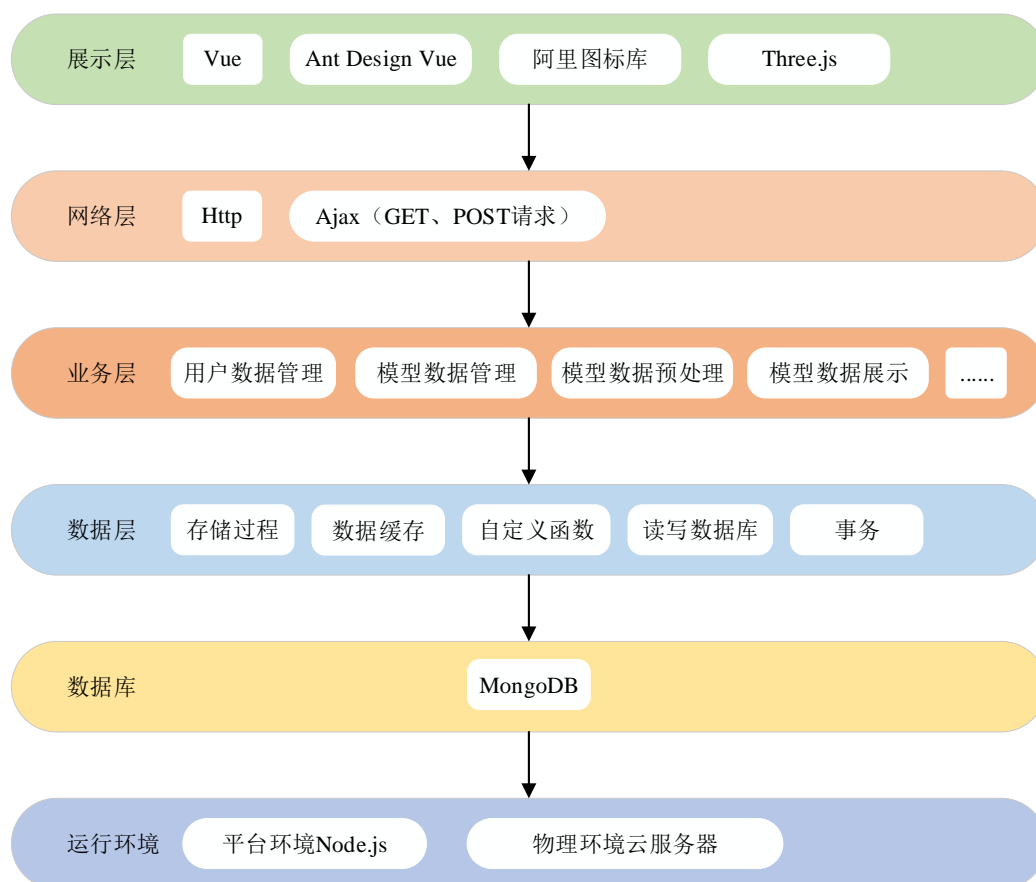 展示层 Vue Ant Design Vue 阿里图标库 Three.js
网络层 Http Ajax（GET、POST请求）
业务层 用户数据管理 模型数据管理 模型数据预处理 模型数据展示 ......
数据层 存储过程 数据缓存 自定义函数 读写数据库 事务
数据库 MongoDB
运行环境 平台环境Node.js 物理环境云服务器